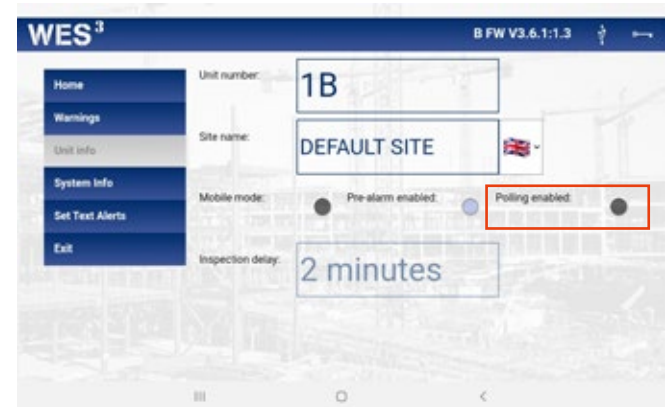 WES³
B FW V3.6.1:1.3
Home
Warnings
Unit info
System Info
Set Text Alerts
Exit
Unit number:
1B
Site name:
DEFAULT SITE
Mobile mode:
Pre-alarm enabled:
Polling enabled:
Inspection delay:
2 minutes